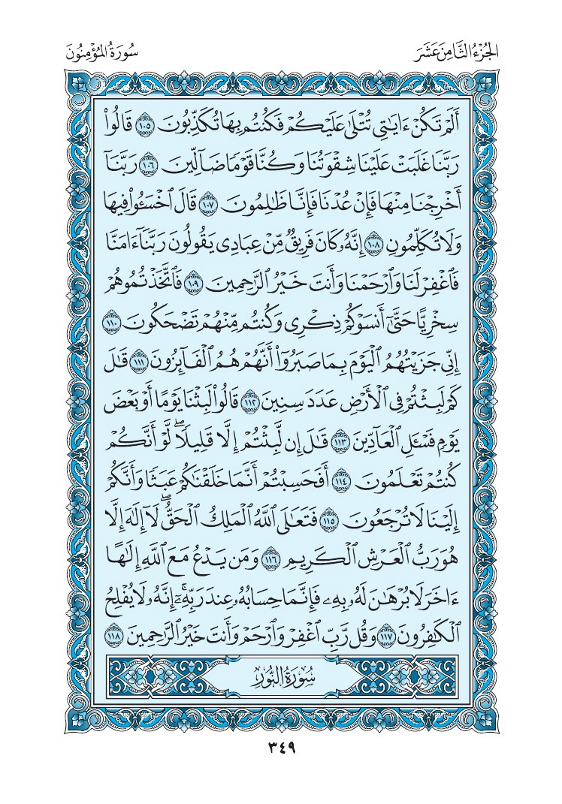 الجُزْءُ الثَّامِنَ عَشَرَ
سُورَةُ المُؤْمِنُونَ
أَلَمْ تَكُنْ ءَايَٰتِى تُتْلَىٰ عَلَيْكُمْ فَكُنتُم بِهَا تُكَذِّبُونَ ١٠٥ قَالُوا۟
رَبَّنَا غَلَبَتْ عَلَيْنَا شِقْوَتُنَا وَكُنَّا قَوْمًا ضَآلِّينَ ١٠٦ رَبَّنَآ
أَخْرِجْنَا مِنْهَا فَإِنْ عُدْنَا فَإِنَّا ظَٰلِمُونَ ١٠٧ قَالَ ٱخْسَـُٔوا۟ فِيهَا
وَلَا تُكَلِّمُونِ ١٠٨ إِنَّهُۥ كَانَ فَرِيقٌ مِّنْ عِبَادِى يَقُولُونَ رَبَّنَآ ءَامَنَّا
فَٱغْفِرْ لَنَا وَٱرْحَمْنَا وَأَنتَ خَيْرُ ٱلرَّٰحِمِينَ ١٠٩ فَٱتَّخَذْتُمُوهُمْ
سِخْرِيًّا حَتَّىٰٓ أَنسَوْكُمْ ذِكْرِى وَكُنتُم مِّنْهُمْ تَضْحَكُونَ ١١٠
إِنِّى جَزَيْتُهُمُ ٱلْيَوْمَ بِمَا صَبَرُوٓا۟ أَنَّهُمْ هُمُ ٱلْفَآئِزُونَ ١١١ قَٰلَ
كَمْ لَبِثْتُمْ فِى ٱلْأَرْضِ عَدَدَ سِنِينَ ١١٢ قَالُوا۟ لَبِثْنَا يَوْمًا أَوْ بَعْضَ
يَوْمٍ فَسْـَٔلِ ٱلْعَآدِّينَ ١١٣ قَٰلَ إِن لَّبِثْتُمْ إِلَّا قَلِيلًا ۖ لَّوْ أَنَّكُمْ
كُنتُمْ تَعْلَمُونَ ١١٤ أَفَحَسِبْتُمْ أَنَّمَا خَلَقْنَٰكُمْ عَبَثًا وَأَنَّكُمْ
إِلَيْنَا لَا تُرْجَعُونَ ١١٥ فَتَعَٰلَى ٱللَّهُ ٱلْمَلِكُ ٱلْحَقُّ ۖ لَآ إِلَٰهَ إِلَّا
هُوَ رَبُّ ٱلْعَرْشِ ٱلْكَرِيمِ ١١٦ وَمَن يَدْعُ مَعَ ٱللَّهِ إِلَٰهًا
ءَاخَرَ لَا بُرْهَٰنَ لَهُۥ بِهِۦ فَإِنَّمَا حِسَابُهُۥ عِندَ رَبِّهِۦٓ ۚ إِنَّهُۥ لَا يُفْلِحُ
ٱلْكَٰفِرُونَ ١١٧ وَقُل رَّبِّ ٱغْفِرْ وَٱرْحَمْ وَأَنتَ خَيْرُ ٱلرَّٰحِمِينَ ١١٨
سُورَةُ النُّورِ
٣٤٩